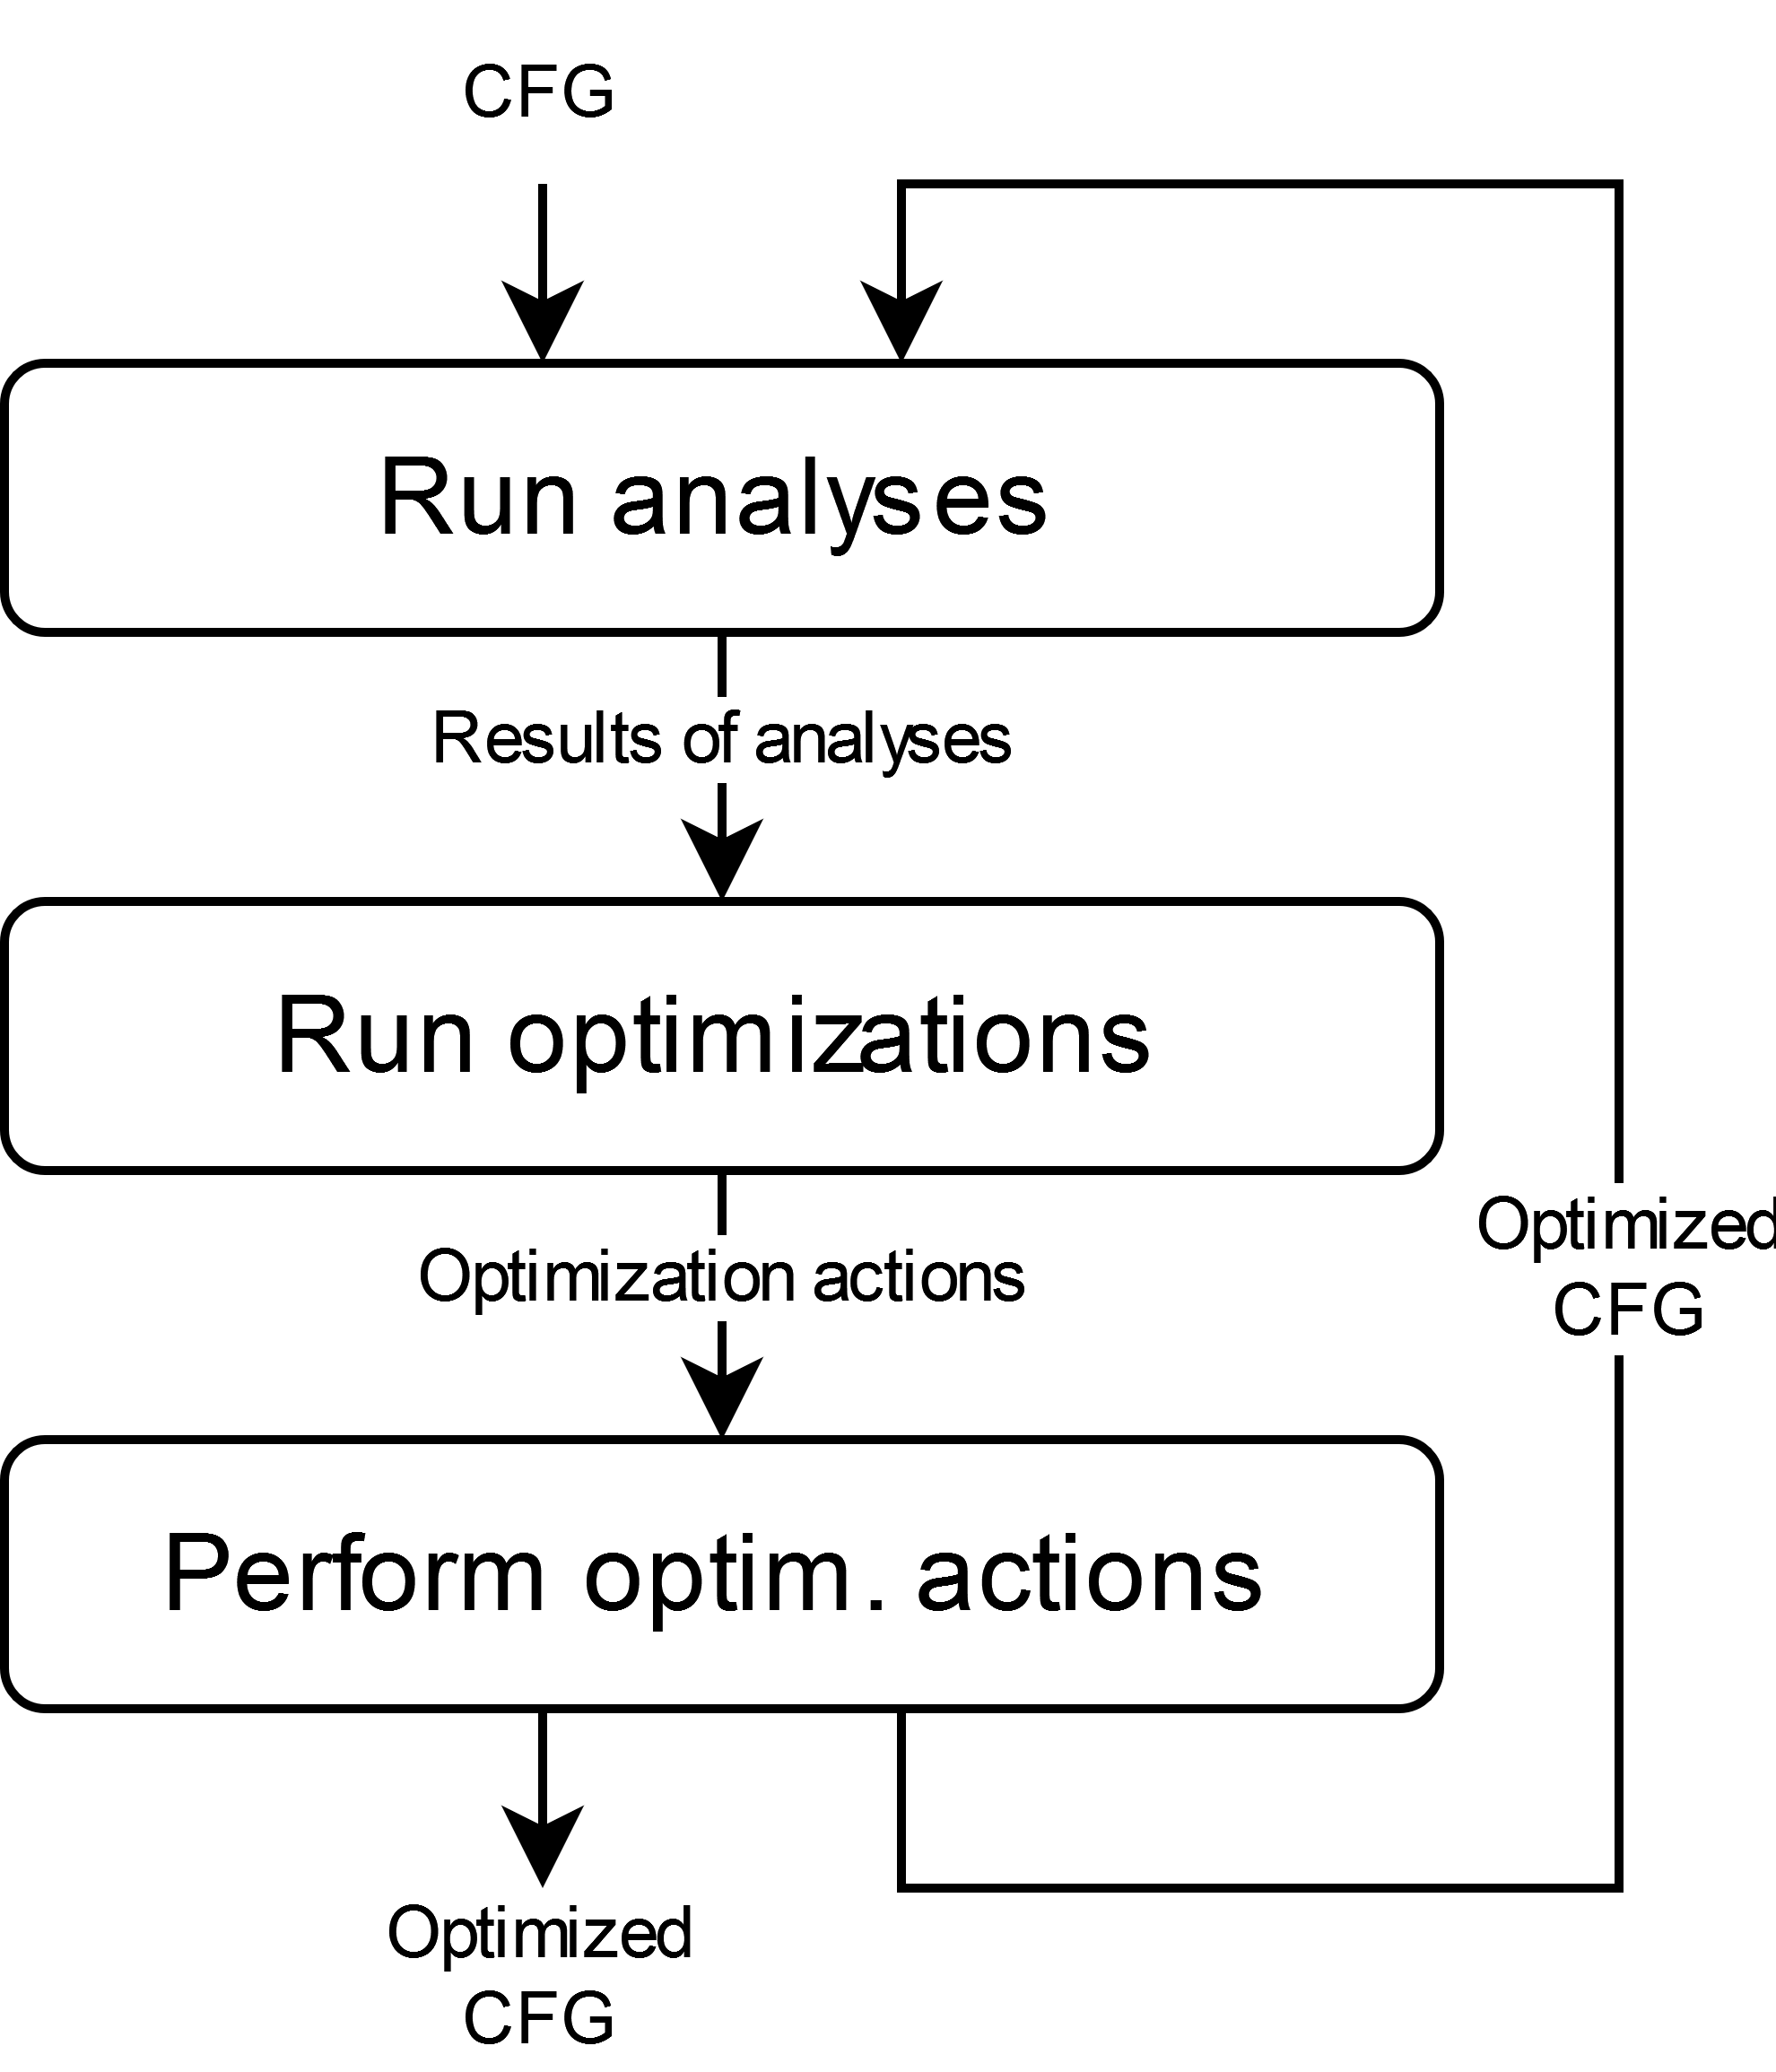 CFG
Run analyses
Results of analyses
Run optimizations
Optimization actions
Optimized
CFG
Perform optim. actions
Optimized
CFG